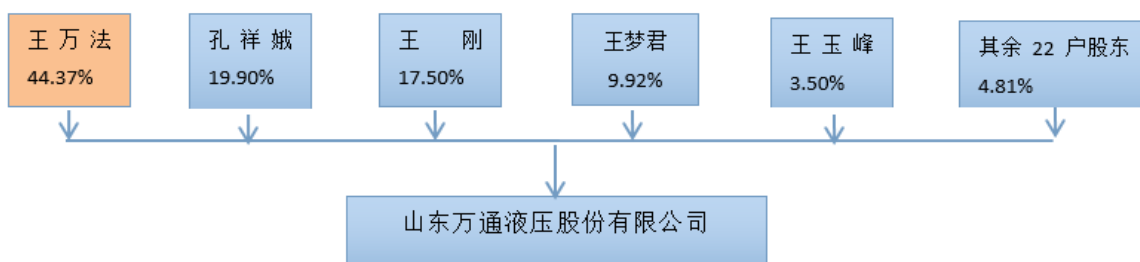 王万法
44.37%
孔祥娥
19.90%
王 刚
17.50%
王梦君
9.92%
王玉峰
3.50%
其余 22 户股东
4.81%
山东万通液压股份有限公司